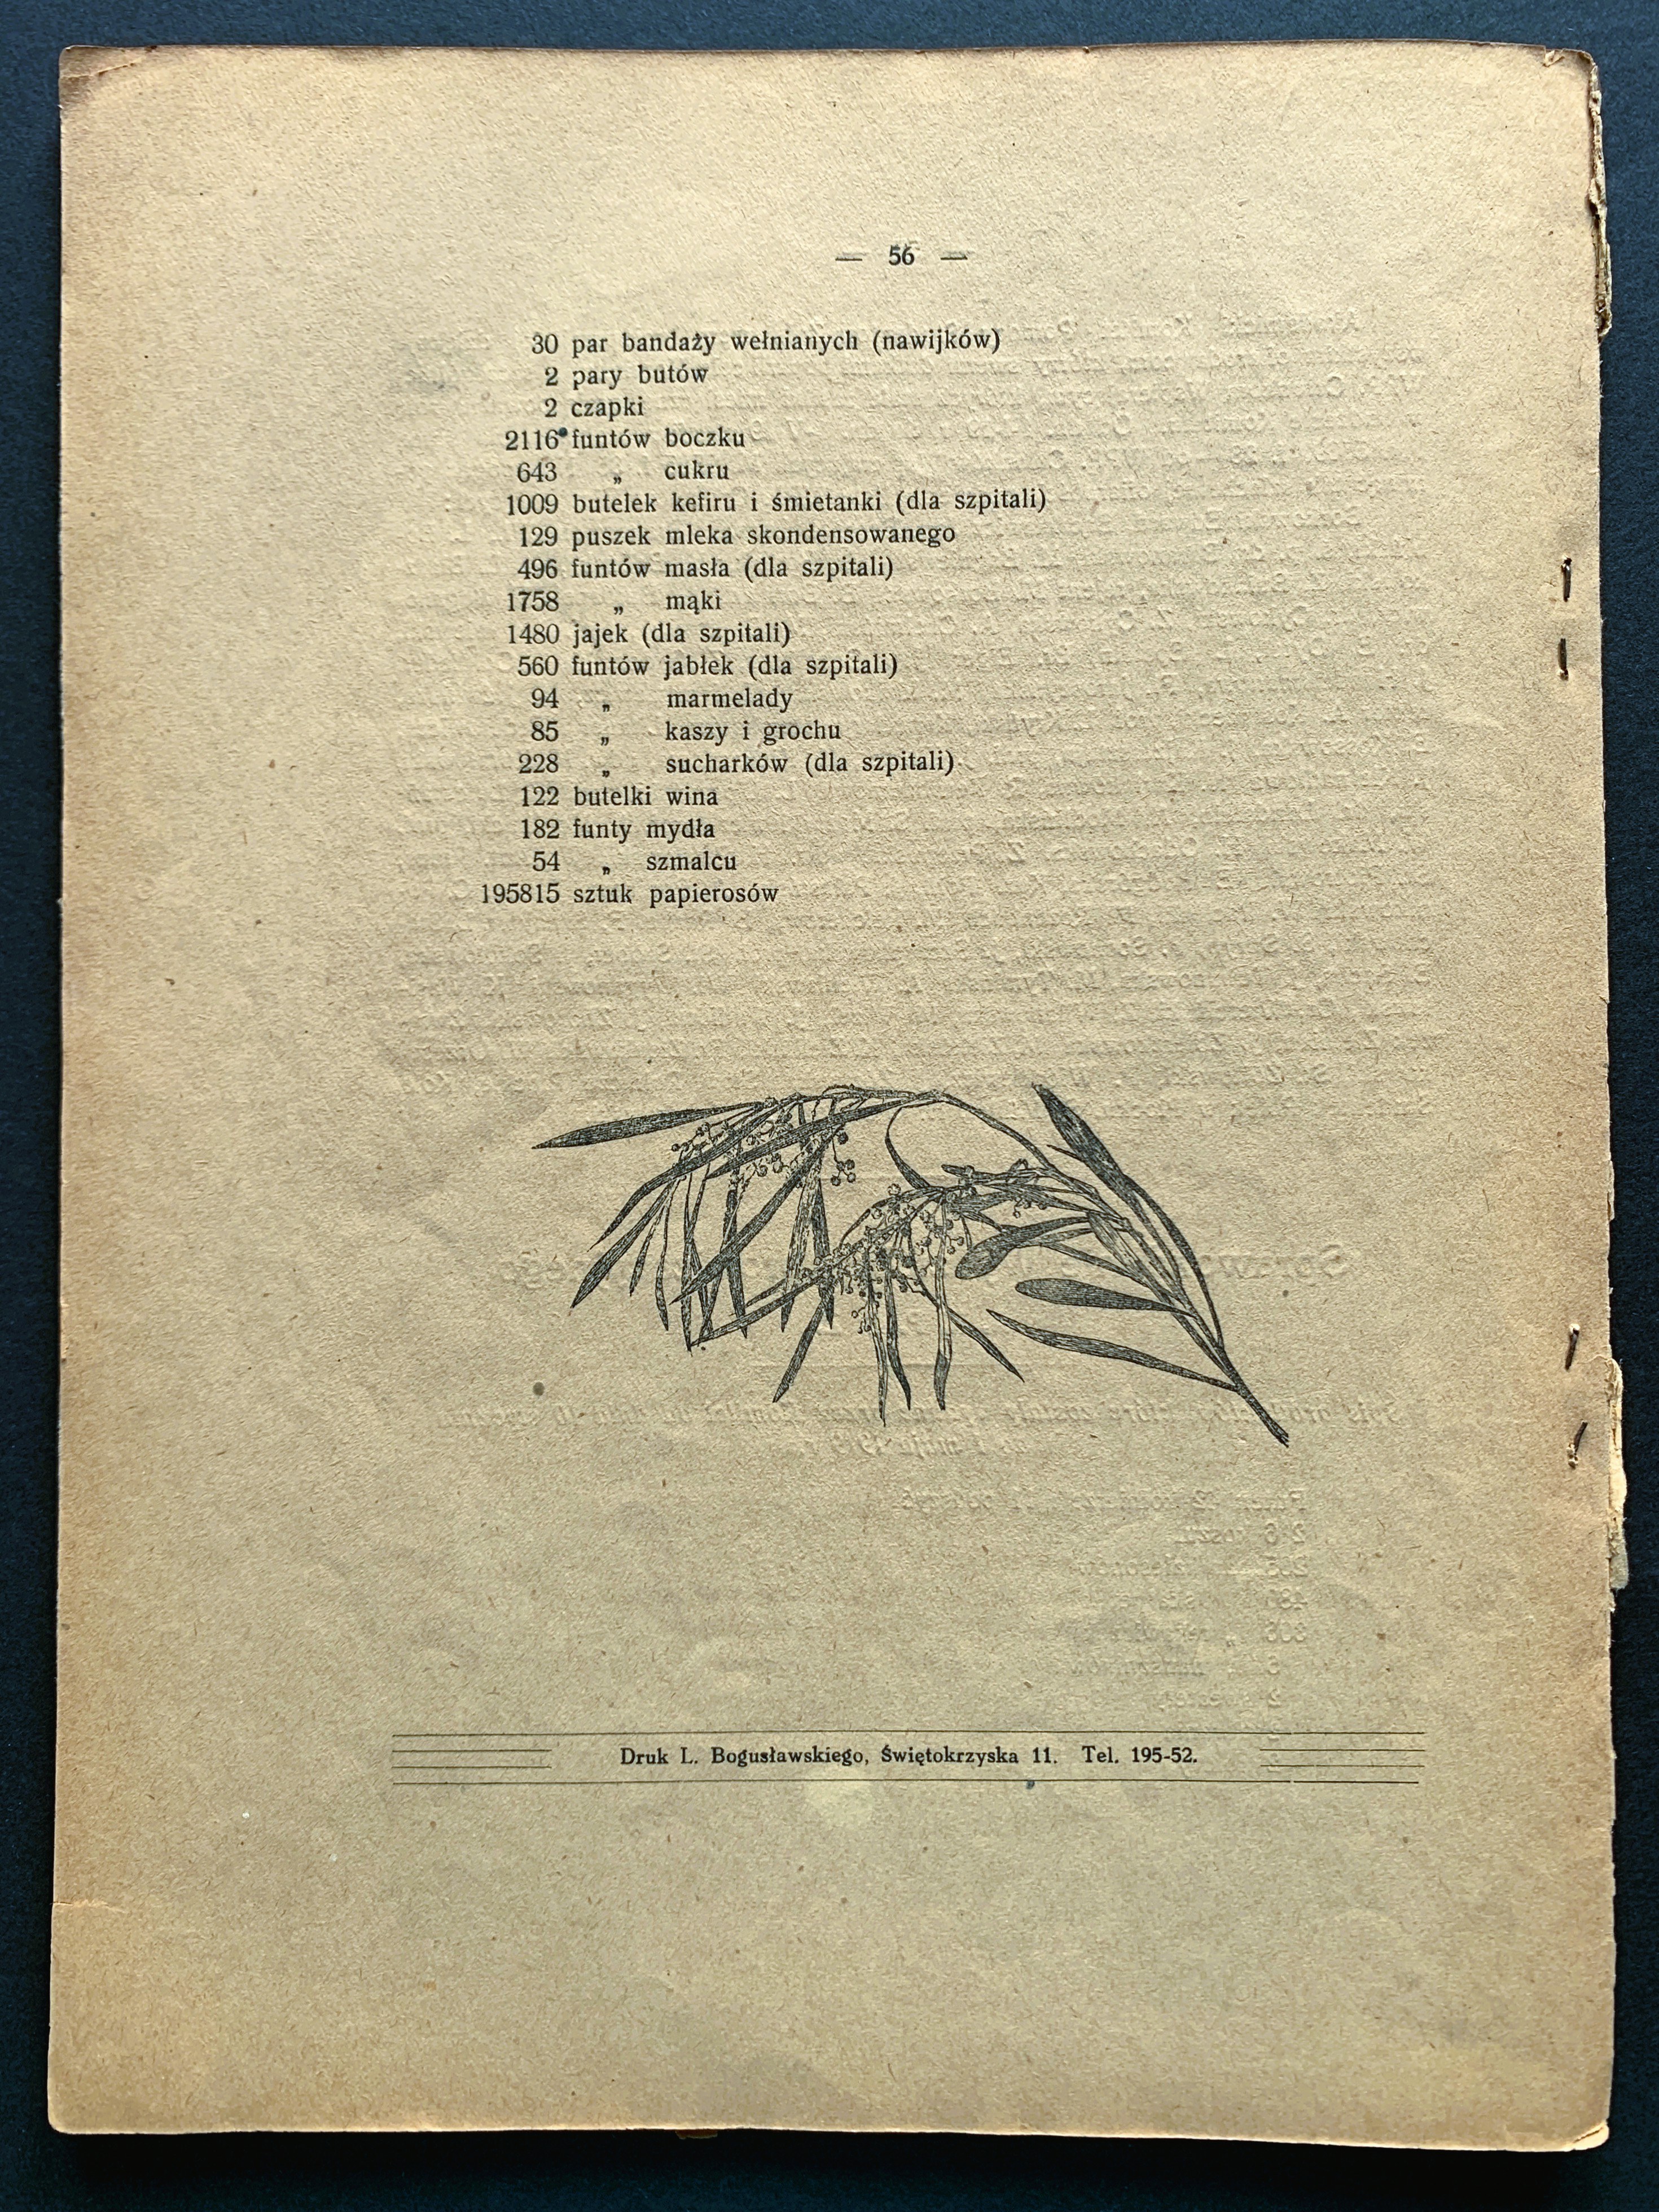 — 56 —
30 par bandaży wełnianych (nawijków)
2 pary butów
2 czapki
2116 funtów boczku
643 „ cukru
1009 butelek kefiru i śmietanki (dla szpitali)
129 puszek mleka skondensowanego
496 funtów masła (dla szpitali)
1758 „ mąki
1480 jajek (dla szpitali)
560 funtów jabłek (dla szpitali)
94 „ marmelady
85 „ kaszy i grochu
228 „ sucharków (dla szpitali)
122 butelki wina
182 funty mydła
54 „ szmalcu
195815 sztuk papierosów
Druk L. Bogusławskiego, Świętokrzyska 11. Tel. 195-52.